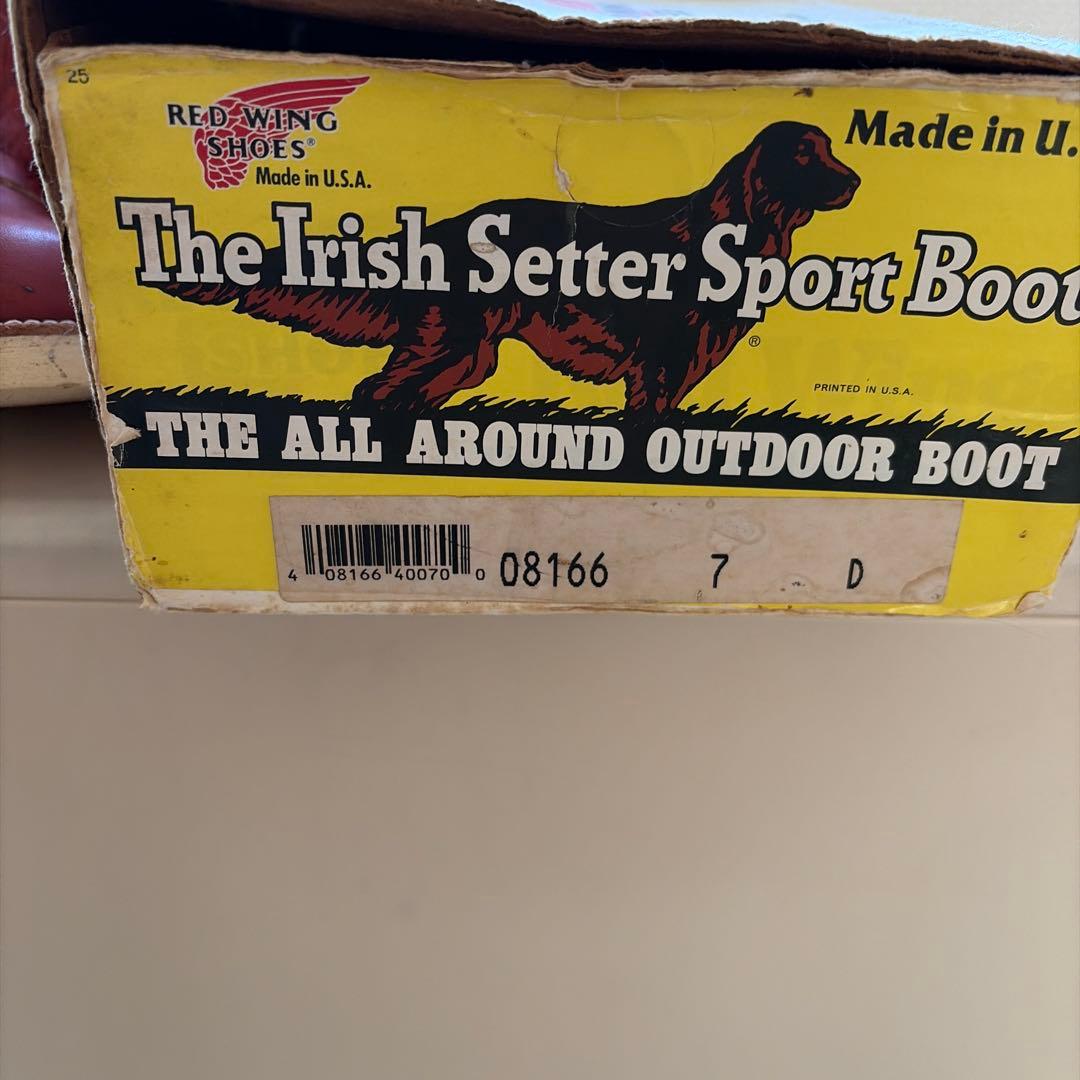 25
RED WING
SHOES®
Made in U.S.A.
Made in U.
The Irish Setter Sport Boot
®
PRINTED IN U.S.A.
THE ALL AROUND OUTDOOR BOOT
4 08166 40070 0 08166 7 D